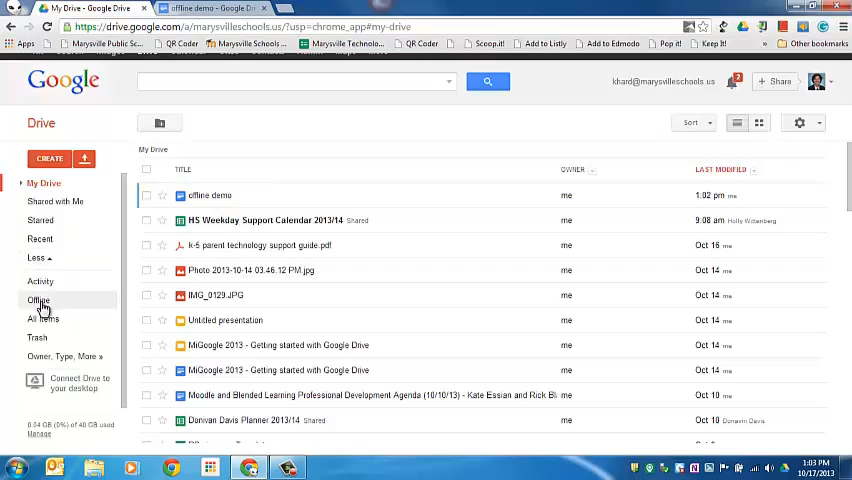 My Drive - Google Drive
offline demo - Google Dr
https://drive.google.com/a/marysvilleschools.us/?usp=chrome_app#my-drive
Apps
Marysville Public Sc
QR Coder
Marysville Schools
Marysville Technolo
QR Coder
Scoop.it!
Add to Listly
Add to Edmodo
Pop it!
Keep It!
Other bookmarks
Google
khard@marysvilleschools.us
2
+ Share
Drive
Sort
CREATE
My Drive
TITLE
OWNER
LAST MODIFIED
My Drive
Shared with Me
Starred
Recent
Less
Activity
Offline
All items
Trash
Owner, Type, More »
Connect Drive to
your desktop
0.04 GB (0%) of 40 GB used
Manage
offline demo me 1:02 pm me
HS Weekday Support Calendar 2013/14 Shared me 9:08 am Holly Wittenberg
k-6 parent technology support guide.pdf me Oct 16 me
Photo 2013-10-14 03.46.12 PM.jpg me Oct 14 me
IMG_0129.JPG me Oct 14 me
Untitled presentation me Oct 14 me
MiGoogle 2013 - Getting started with Google Drive me Oct 14 me
MiGoogle 2013 - Getting started with Google Drive me Oct 14 me
Moodle and Blended Learning Professional Development Agenda (10/10/13) - Kate Essian and Rick Bl me Oct 10 me
Donivan Davis Planner 2013/14 Shared me Oct 10 Donavin Davis
1:03 PM
10/17/2013